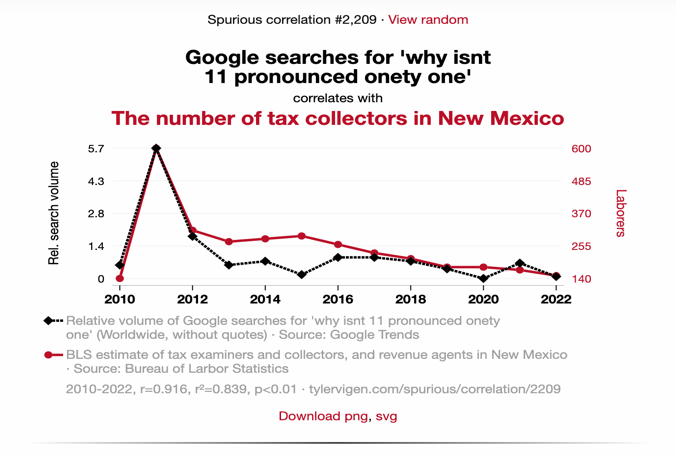 Spurious correlation #2,209 · View random
Google searches for 'why isnt
11 pronounced onety one'
correlates with
The number of tax collectors in New Mexico
Rel. search volume
5.7
4.3
2.8
1.4
0
600
485
370
255
140
Laborers
2010 2012 2014 2016 2018 2020 2022
Relative volume of Google searches for 'why isnt 11 pronounced onety
one' (Worldwide, without quotes) · Source: Google Trends
BLS estimate of tax examiners and collectors, and revenue agents in New Mexico
· Source: Bureau of Larbor Statistics
2010-2022, r=0.916, r²=0.839, p<0.01 · tylervigen.com/spurious/correlation/2209
Download png, svg